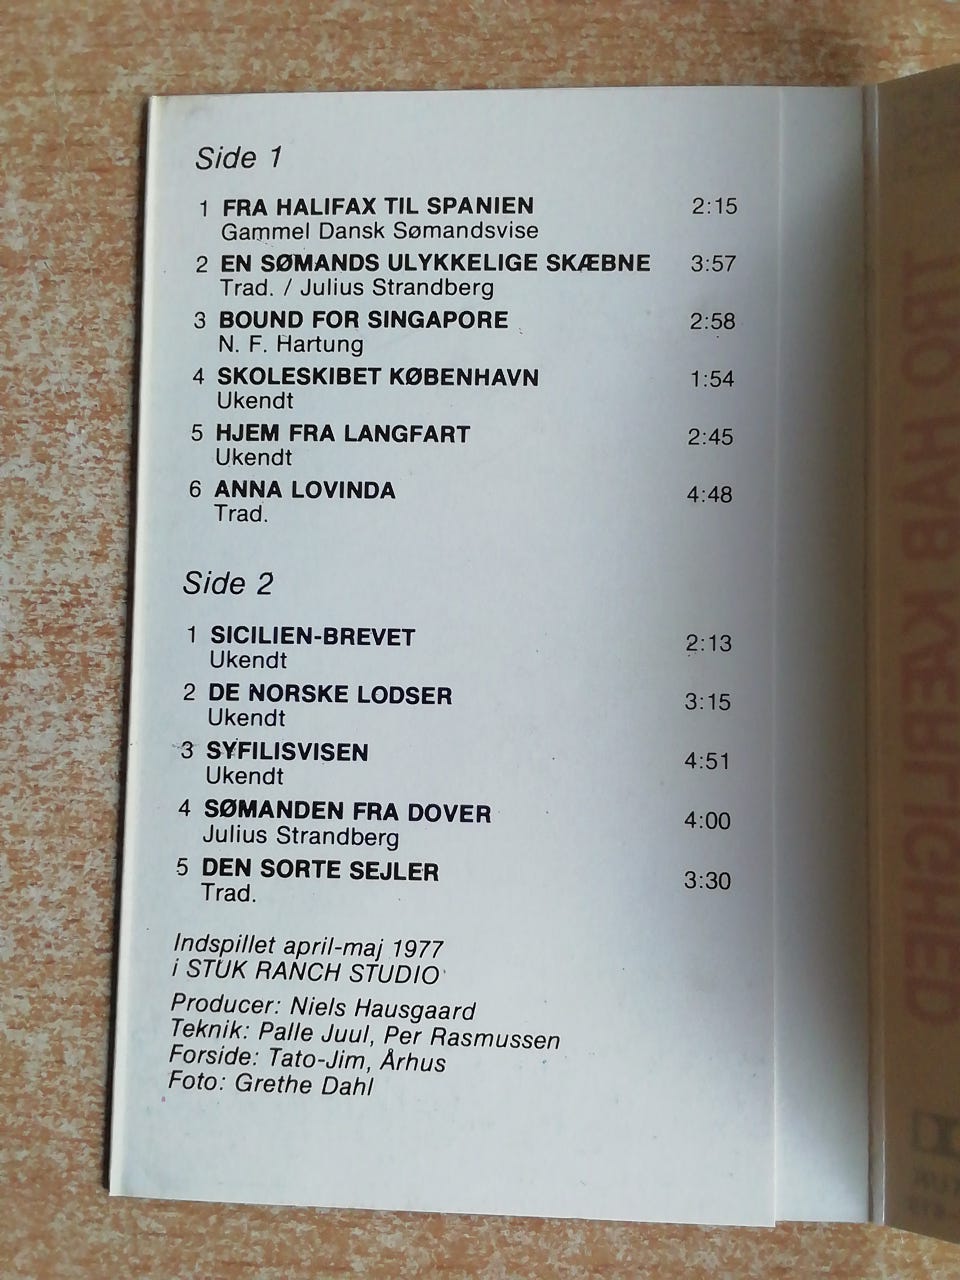 Side 1
1 FRA HALIFAX TIL SPANIEN 2:15
Gammel Dansk Sømandsvise
2 EN SØMANDS ULYKKELIGE SKÆBNE 3:57
Trad. / Julius Strandberg
3 BOUND FOR SINGAPORE 2:58
N. F. Hartung
4 SKOLESKIBET KØBENHAVN 1:54
Ukendt
5 HJEM FRA LANGFART 2:45
Ukendt
6 ANNA LOVINDA 4:48
Trad.
Side 2
1 SICILIEN-BREVET 2:13
Ukendt
2 DE NORSKE LODSER 3:15
Ukendt
3 SYFILISVISEN 4:51
Ukendt
4 SØMANDEN FRA DOVER 4:00
Julius Strandberg
5 DEN SORTE SEJLER 3:30
Trad.
Indspillet april-maj 1977
i STUK RANCH STUDIO
Producer: Niels Hausgaard
Teknik: Palle Juul, Per Rasmussen
Forside: Tato-Jim, Århus
Foto: Grethe Dahl
TRO HAB KÆRLIGHED